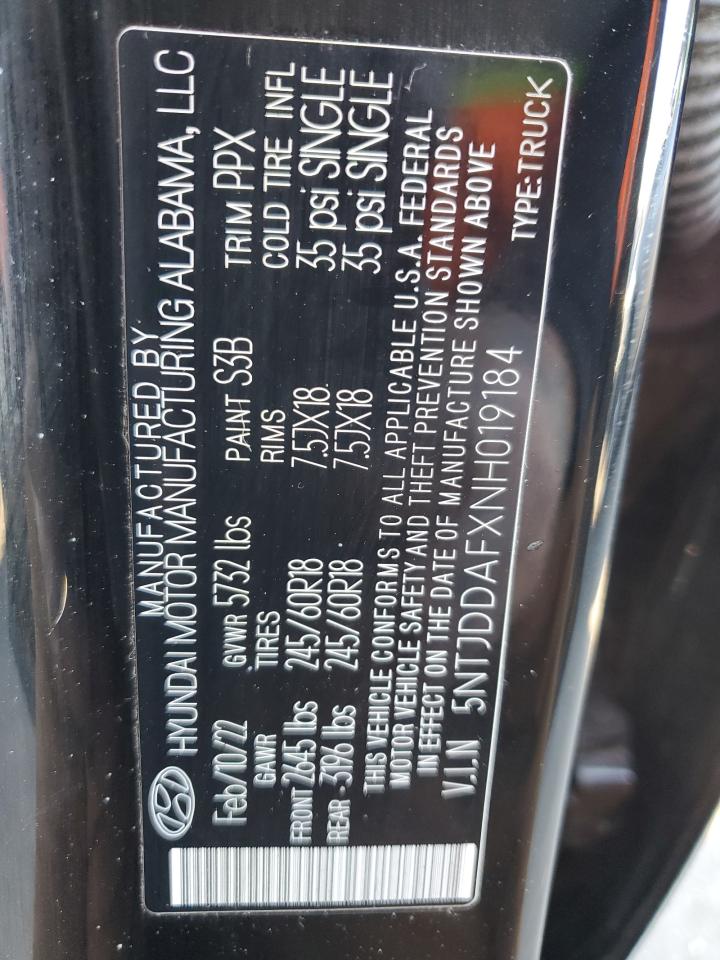 MANUFACTURED BY
HYUNDAI MOTOR MANUFACTURING ALABAMA, LLC
Feb/10/22 GVWR 5732 lbs PAINT S3B TRIM PPX
GAWR TIRES RIMS COLD TIRE INFL
FRONT 2645 lbs 245/60R18 7.5JX18 35 psi SINGLE
REAR - 3196 lbs 245/60R18 7.5JX18 35 psi SINGLE
THIS VEHICLE CONFORMS TO ALL APPLICABLE U.S.A. FEDERAL
MOTOR VEHICLE SAFETY AND THEFT PREVENTION STANDARDS
IN EFFECT ON THE DATE OF MANUFACTURE SHOWN ABOVE
V.I.N 5NTJDDAFXNH019184 TYPE:TRUCK